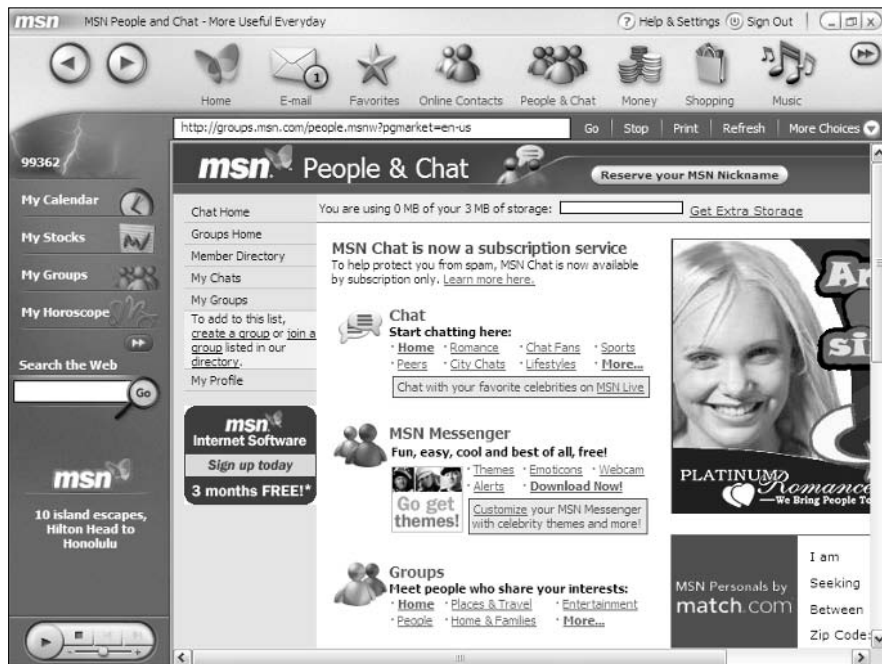 msn MSN People and Chat - More Useful Everyday
? Help & Settings Sign Out
1
Home E-mail Favorites Online Contacts People & Chat Money Shopping Music
http://groups.msn.com/people.msnw?pgmarket=en-us Go Stop Print Refresh More Choices
99362
My Calendar
My Stocks
My Groups
My Horoscope
Search the Web
Go
msn
10 island escapes,
Hilton Head to
Honolulu
msn People & Chat
Reserve your MSN Nickname
Chat Home
Groups Home
Member Directory
My Chats
My Groups
To add to this list,
create a group or join a
group listed in our
directory.
My Profile
msn
Internet Software
Sign up today
3 months FREE!*
You are using 0 MB of your 3 MB of storage: Get Extra Storage
MSN Chat is now a subscription service
To help protect you from spam, MSN Chat is now available
by subscription only. Learn more here.
Chat
Start chatting here:
· Home · Romance · Chat Fans · Sports
· Peers · City Chats · Lifestyles · More...
Chat with your favorite celebrities on MSN Live
MSN Messenger
Fun, easy, cool and best of all, free!
· Themes · Emoticons · Webcam
· Alerts · Download Now!
Go get
themes!
Customize your MSN Messenger
with celebrity themes and more!
Groups
Meet people who share your interests:
· Home · Places & Travel · Entertainment
· People · Home & Families · More...
PLATINUM
Romance
We Bring People
MSN Personals by
match.com
I am
Seeking
Between
Zip Code: